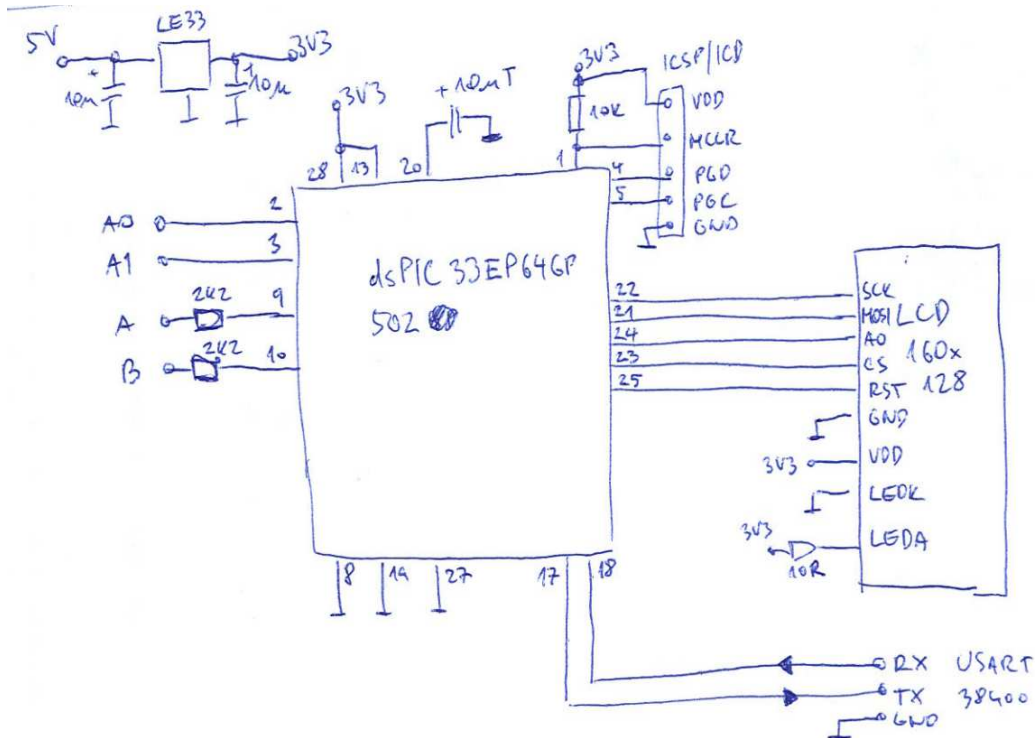 5V
LE33
3V3
+
10µ
+
10µ
3V3
+10µT
3V3
ICSP/ICD
10K
VDD
MCLR
PGD
PGC
GND
28
13
20
1
4
5
A0
2
A1
3
A
2K2
9
B
2K2
10
dsPIC33EP64GP
502
22
SCK
21
MOSI
LCD
24
A0
23
CS
160x
25
RST
128
GND
3V3
VDD
LEDK
3V3
LEDA
10R
8
19
27
17
18
RX
USART
TX
38400
GND